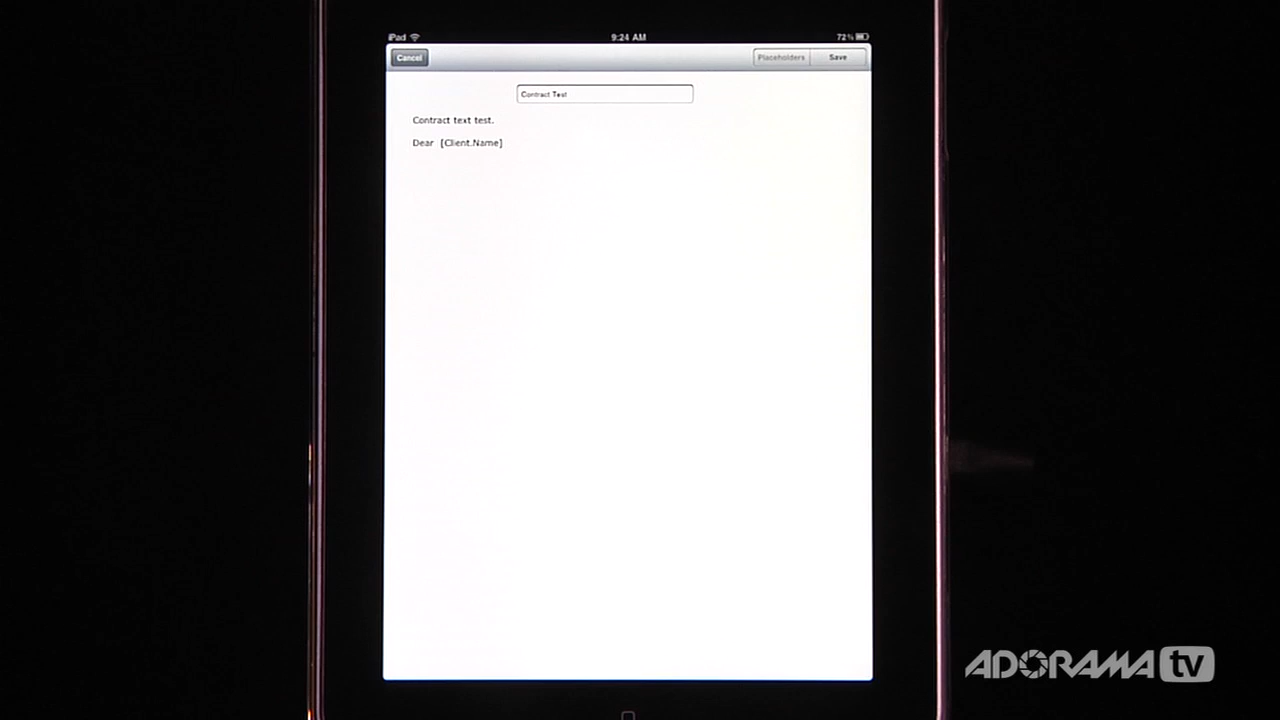 iPad 9:24 AM 72%
Cancel Placeholders Save
Contract Test
Contract text test.
Dear [Client.Name]
ADORAMA tv